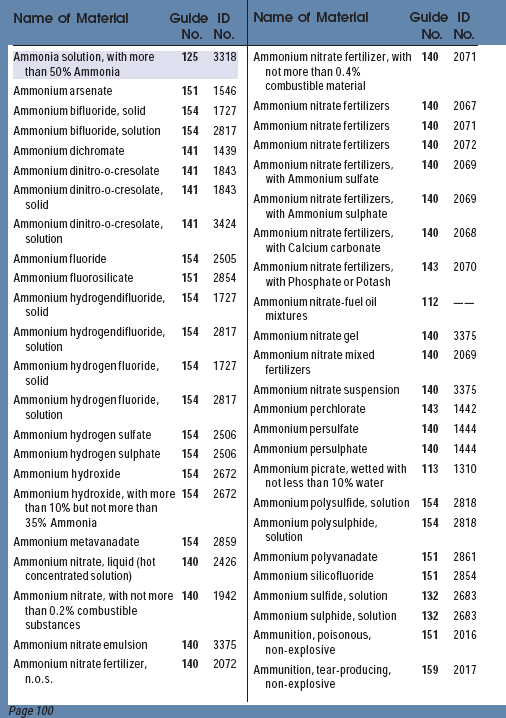 Name of Material Guide ID
No. No.
Ammonia solution, with more 125 3318
than 50% Ammonia
Ammonium arsenate 151 1546
Ammonium bifluoride, solid 154 1727
Ammonium bifluoride, solution 154 2817
Ammonium dichromate 141 1439
Ammonium dinitro-o-cresolate 141 1843
Ammonium dinitro-o-cresolate, 141 1843
solid
Ammonium dinitro-o-cresolate, 141 3424
solution
Ammonium fluoride 154 2505
Ammonium fluorosilicate 151 2854
Ammonium hydrogendifluoride, 154 1727
solid
Ammonium hydrogendifluoride, 154 2817
solution
Ammonium hydrogen fluoride, 154 1727
solid
Ammonium hydrogen fluoride, 154 2817
solution
Ammonium hydrogen sulfate 154 2506
Ammonium hydrogen sulphate 154 2506
Ammonium hydroxide 154 2672
Ammonium hydroxide, with more 154 2672
than 10% but not more than
35% Ammonia
Ammonium metavanadate 154 2859
Ammonium nitrate, liquid (hot 140 2426
concentrated solution)
Ammonium nitrate, with not more 140 1942
than 0.2% combustible
substances
Ammonium nitrate emulsion 140 3375
Ammonium nitrate fertilizer, 140 2072
n.o.s.
Name of Material Guide ID
No. No.
Ammonium nitrate fertilizer, with 140 2071
not more than 0.4%
combustible material
Ammonium nitrate fertilizers 140 2067
Ammonium nitrate fertilizers 140 2071
Ammonium nitrate fertilizers 140 2072
Ammonium nitrate fertilizers, 140 2069
with Ammonium sulfate
Ammonium nitrate fertilizers, 140 2069
with Ammonium sulphate
Ammonium nitrate fertilizers, 140 2068
with Calcium carbonate
Ammonium nitrate fertilizers, 143 2070
with Phosphate or Potash
Ammonium nitrate-fuel oil 112 ——
mixtures
Ammonium nitrate gel 140 3375
Ammonium nitrate mixed 140 2069
fertilizers
Ammonium nitrate suspension 140 3375
Ammonium perchlorate 143 1442
Ammonium persulfate 140 1444
Ammonium persulphate 140 1444
Ammonium picrate, wetted with 113 1310
not less than 10% water
Ammonium polysulfide, solution 154 2818
Ammonium polysulphide, 154 2818
solution
Ammonium polyvanadate 151 2861
Ammonium silicofluoride 151 2854
Ammonium sulfide, solution 132 2683
Ammonium sulphide, solution 132 2683
Ammunition, poisonous, 151 2016
non-explosive
Ammunition, tear-producing, 159 2017
non-explosive
Page 100